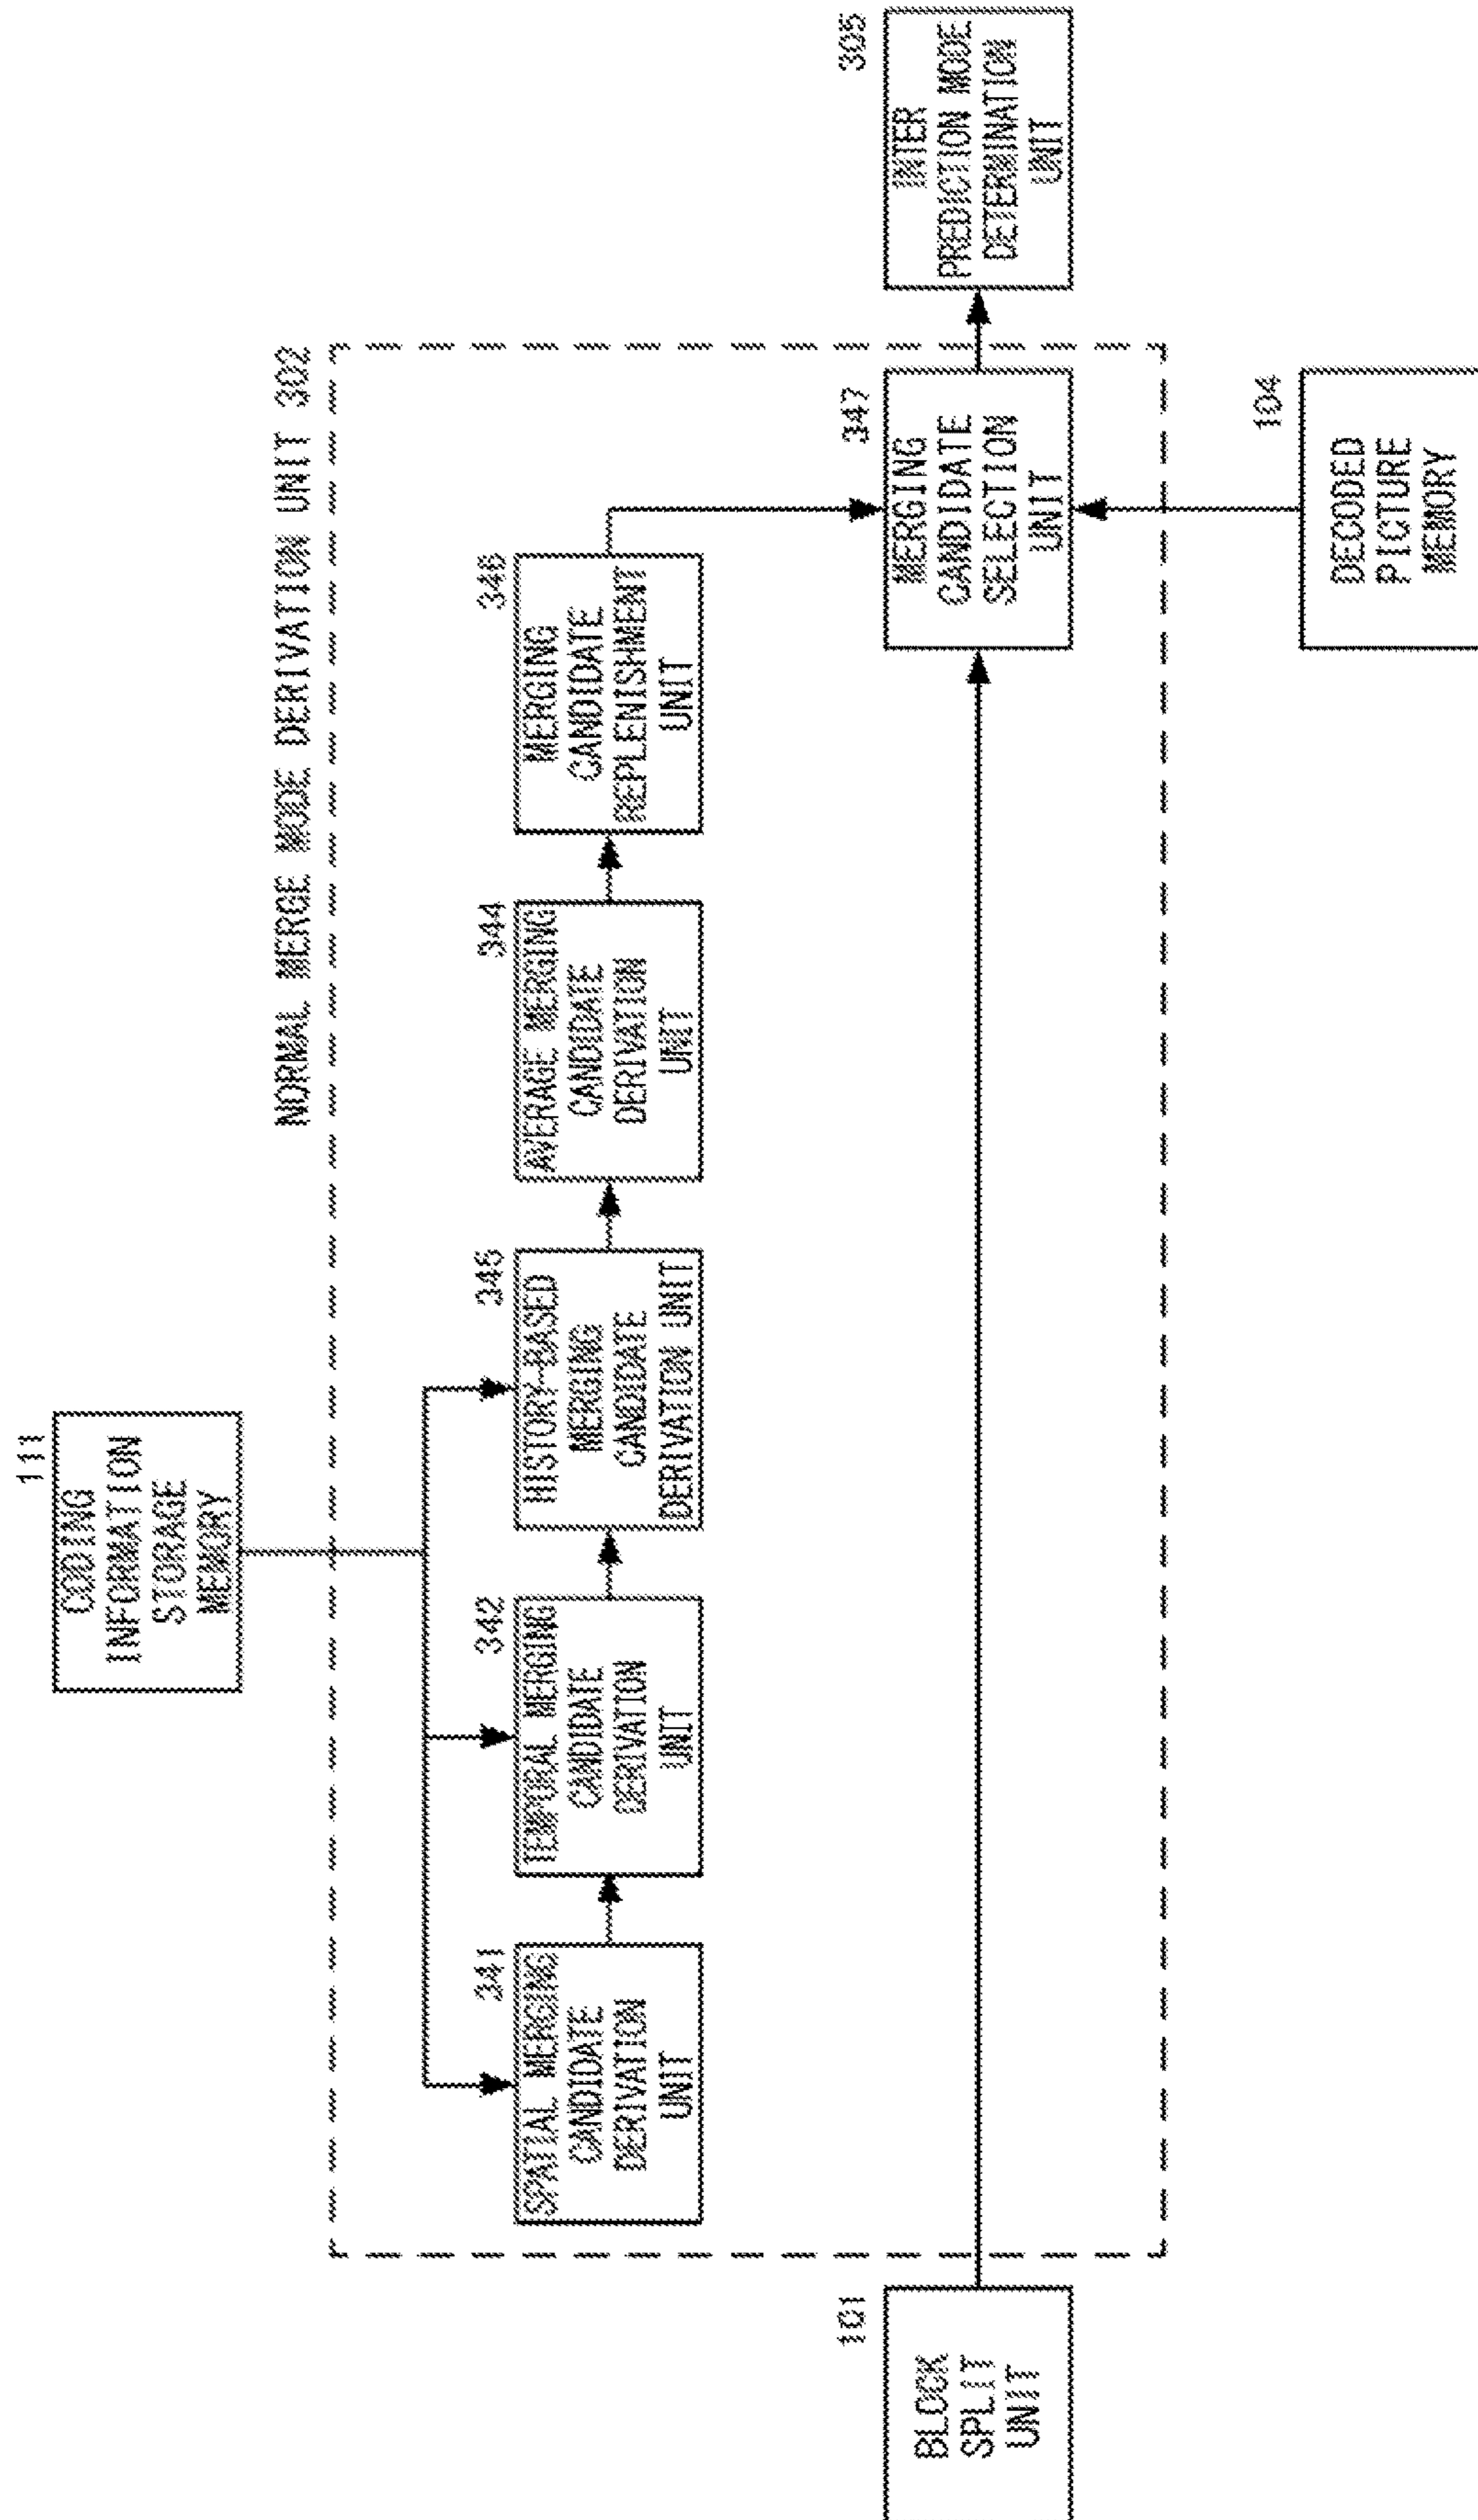 111
CODING
INFORMATION
STORAGE
MEMORY
NORMAL MERGE MODE DERIVATION UNIT 302
341
SPATIAL MERGING
CANDIDATE
DERIVATION
UNIT
342
TEMPORAL MERGING
CANDIDATE
DERIVATION
UNIT
345
HISTORY-BASED
MERGING
CANDIDATE
DERIVATION UNIT
344
AVERAGE MERGING
CANDIDATE
DERIVATION
UNIT
346
MERGING
CANDIDATE
REPLENISHMENT
UNIT
101
BLOCK
SPLIT
UNIT
347
MERGING
CANDIDATE
SELECTION
UNIT
305
INTER
PREDICTION MODE
DETERMINATION
UNIT
104
DECODED
PICTURE
MEMORY